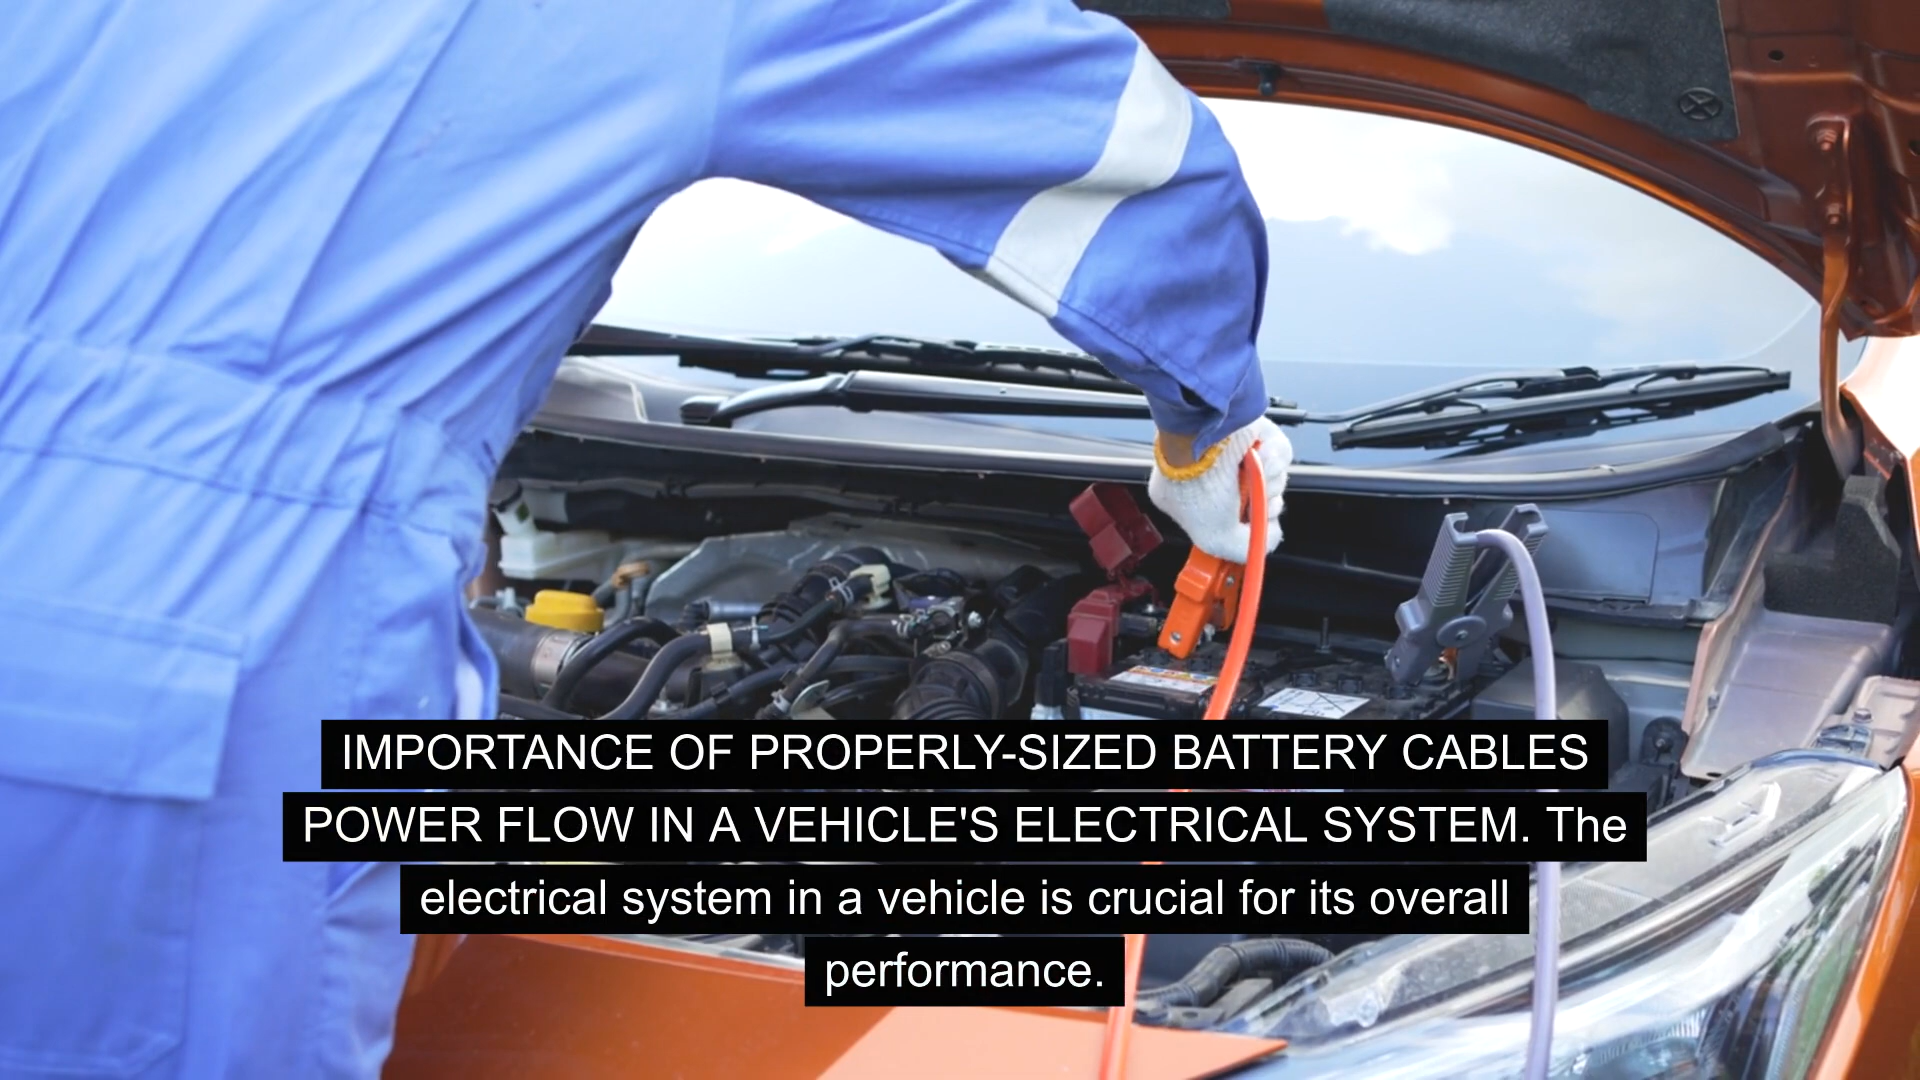 IMPORTANCE OF PROPERLY-SIZED BATTERY CABLES
POWER FLOW IN A VEHICLE'S ELECTRICAL SYSTEM. The
electrical system in a vehicle is crucial for its overall
performance.